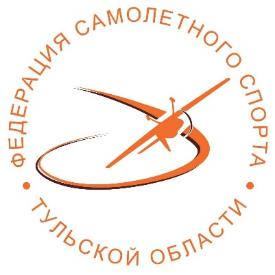 ФЕДЕРАЦИЯ САМОЛЕТНОГО СПОРТА
• ТУЛЬСКОЙ ОБЛАСТИ •